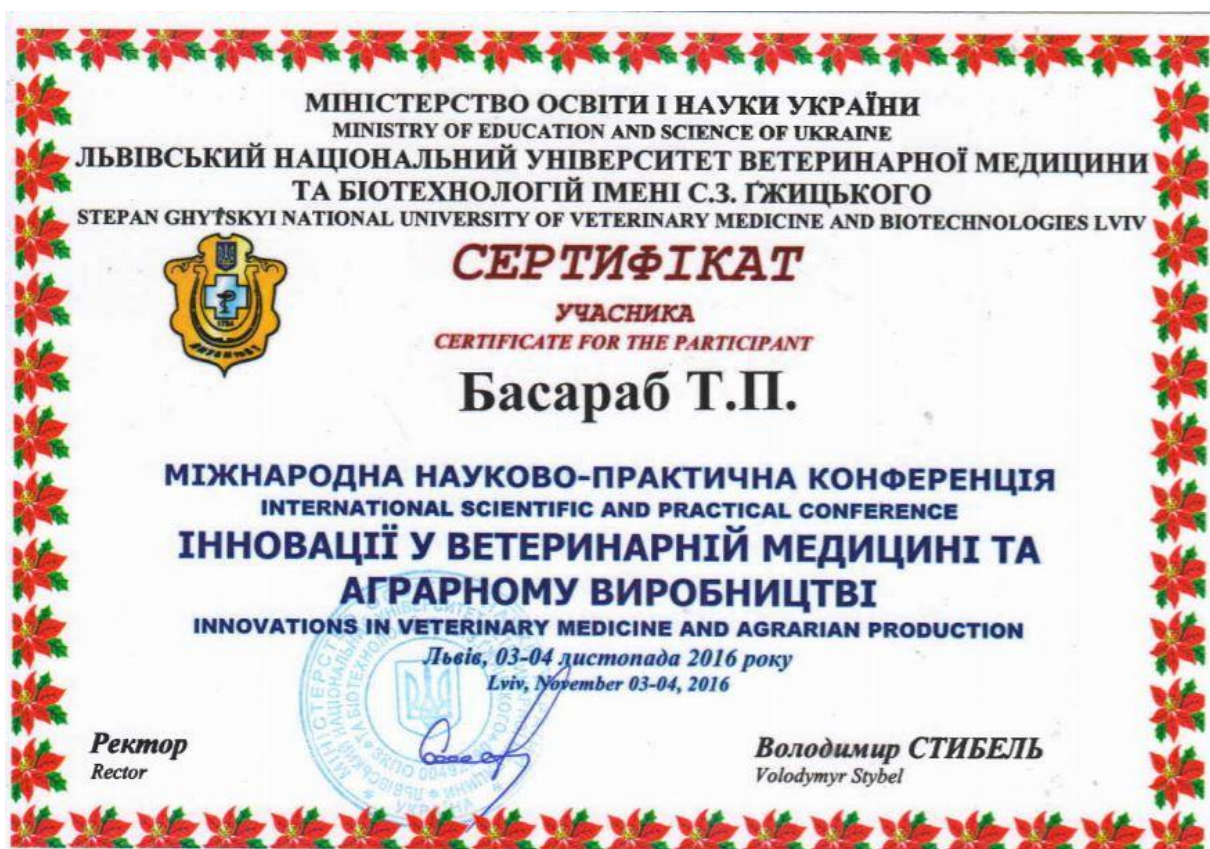 МІНІСТЕРСТВО ОСВІТИ І НАУКИ УКРАЇНИ
MINISTRY OF EDUCATION AND SCIENCE OF UKRAINE
ЛЬВІВСЬКИЙ НАЦІОНАЛЬНИЙ УНІВЕРСИТЕТ ВЕТЕРИНАРНОЇ МЕДИЦИНИ
ТА БІОТЕХНОЛОГІЙ ІМЕНІ С.З. ҐЖИЦЬКОГО
STEPAN GHYTSKYI NATIONAL UNIVERSITY OF VETERINARY MEDICINE AND BIOTECHNOLOGIES LVIV
СЕРТИФІКАТ
УЧАСНИКА
CERTIFICATE FOR THE PARTICIPANT
Басараб Т.П.
МІЖНАРОДНА НАУКОВО-ПРАКТИЧНА КОНФЕРЕНЦІЯ
INTERNATIONAL SCIENTIFIC AND PRACTICAL CONFERENCE
ІННОВАЦІЇ У ВЕТЕРИНАРНІЙ МЕДИЦИНІ ТА
АГРАРНОМУ ВИРОБНИЦТВІ
INNOVATIONS IN VETERINARY MEDICINE AND AGRARIAN PRODUCTION
Львів, 03-04 листопада 2016 року
Lviv, November 03-04, 2016
Ректор
Rector
Володимир СТИБЕЛЬ
Volodymyr Stybel